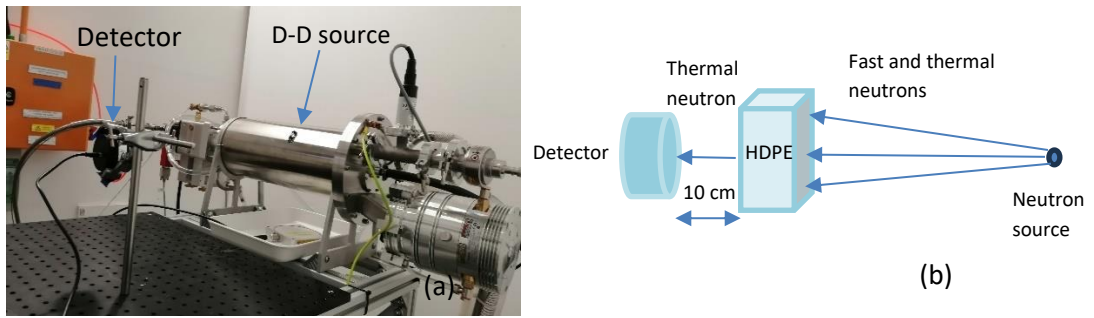 Detector
D-D source
(a)
Thermal
neutron
Fast and thermal
neutrons
Detector
HDPE
10 cm
Neutron
source
(b)